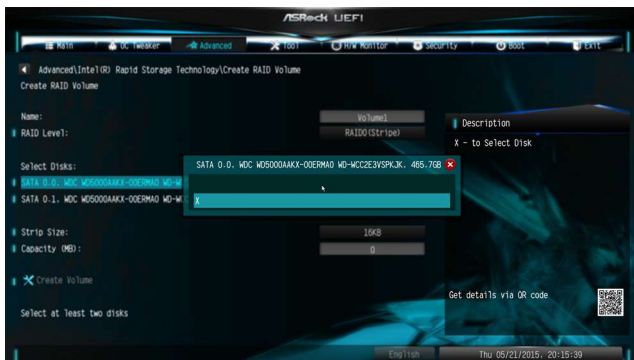 ASRock UEFI
Main OC Tweaker Advanced Tool H/W Monitor Security Boot Exit
Advanced\Intel(R) Rapid Storage Technology\Create RAID Volume
Create RAID Volume
Name: Volume1
RAID Level: RAID0(Stripe)
Select Disks:
SATA 0.0. WDC WD5000AAKX-00ERMA0 WD-W
SATA 0.1. WDC WD5000AAKX-00ERMA0 WD-WC
SATA 0.0. WDC WD5000AAKX-00ERMA0 WD-WCC2E3VSPKJK. 465.7GB
X
Strip Size: 16KB
Capacity (MB): 0
Create Volume
Select at least two disks
Description
X - to Select Disk
Get details via QR code
English
Thu 05/21/2015. 20:15:39